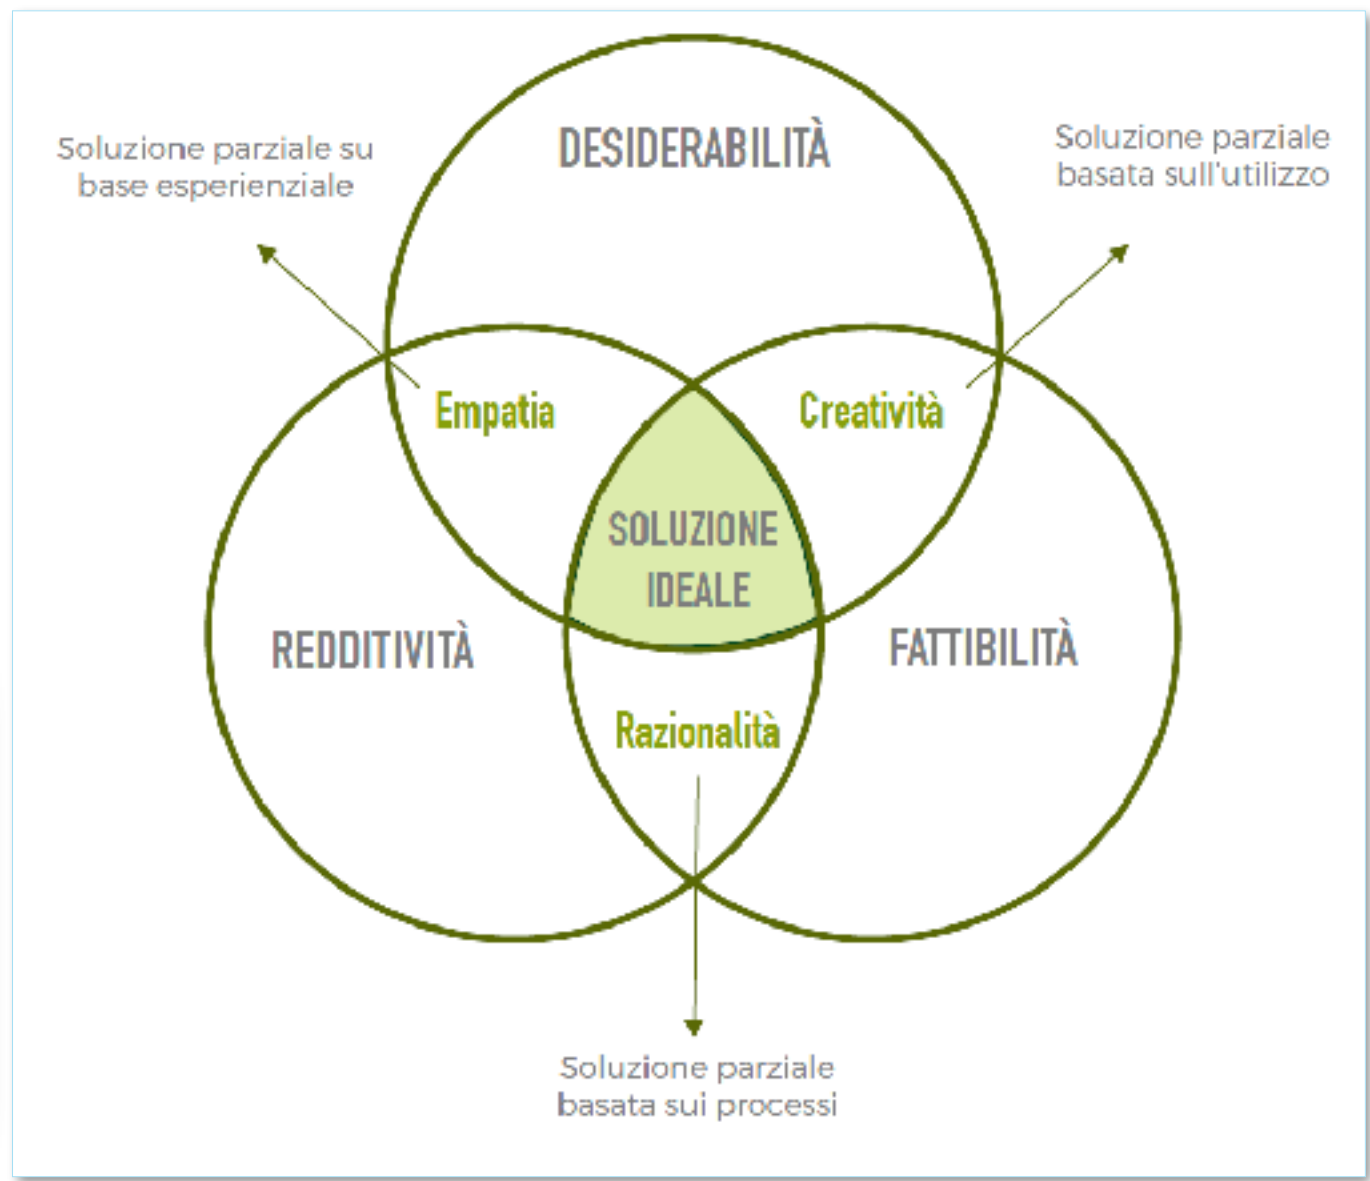 DESIDERABILITÀ
Soluzione parziale su
base esperienziale
Soluzione parziale
basata sull'utilizzo
Empatia
Creatività
SOLUZIONE
IDEALE
REDDITIVITÀ
FATTIBILITÀ
Razionalità
Soluzione parziale
basata sui processi